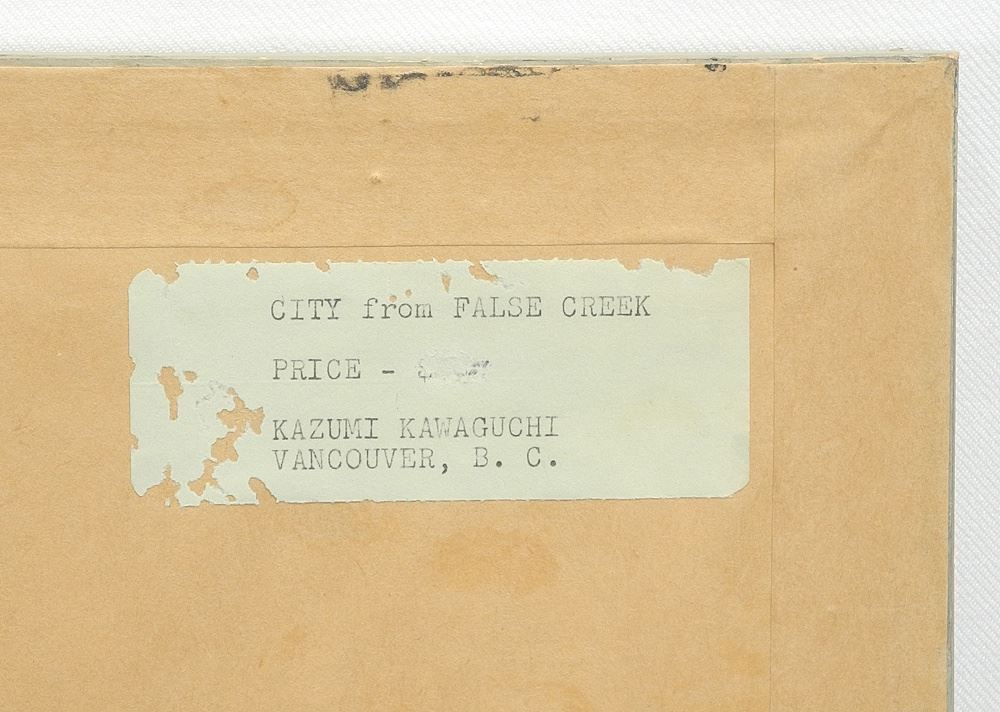 CITY from FALSE CREEK
PRICE - $
KAZUMI KAWAGUCHI
VANCOUVER, B. C.